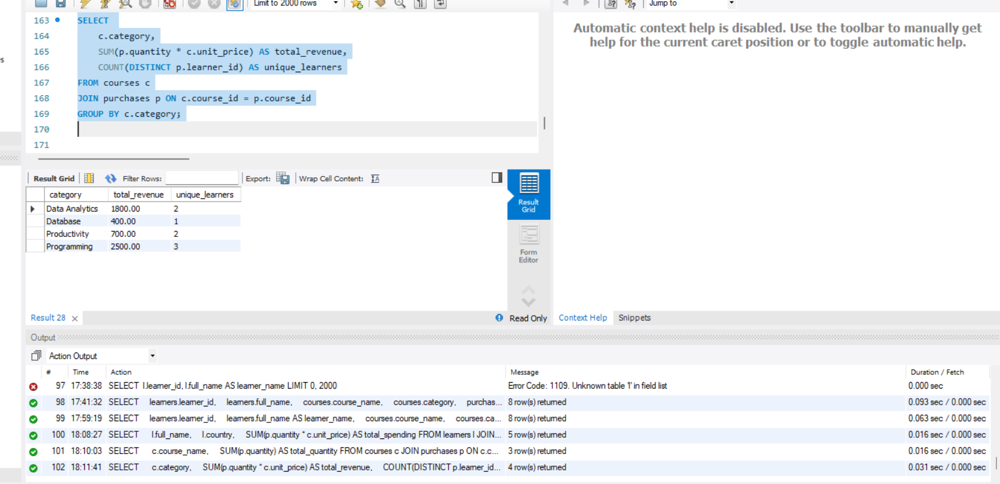 Limit to 2000 rows
Jump to
163 SELECT
164 c.category,
165 SUM(p.quantity * c.unit_price) AS total_revenue,
166 COUNT(DISTINCT p.learner_id) AS unique_learners
167 FROM courses c
168 JOIN purchases p ON c.course_id = p.course_id
169 GROUP BY c.category;
170
171
Automatic context help is disabled. Use the toolbar to manually get
help for the current caret position or to toggle automatic help.
Result Grid Filter Rows: Export: Wrap Cell Content:
category total_revenue unique_learners
Data Analytics 1800.00 2
Database 400.00 1
Productivity 700.00 2
Programming 2500.00 3
Result
Grid
Form
Editor
Result 28 Read Only
Context Help Snippets
Output
Action Output
# Time Action Message Duration / Fetch
97 17:38:38 SELECT l.learner_id, l.full_name AS learner_name LIMIT 0, 2000 Error Code: 1109. Unknown table 'l' in field list 0.000 sec
98 17:41:32 SELECT learners.learner_id, learners.full_name, courses.course_name, courses.category, purchas... 8 row(s) returned 0.093 sec / 0.000 sec
99 17:59:19 SELECT learners.learner_id, learners.full_name AS learner_name, courses.course_name, courses.ca... 8 row(s) returned 0.063 sec / 0.000 sec
100 18:08:27 SELECT l.full_name, l.country, SUM(p.quantity * c.unit_price) AS total_spending FROM learners l JOIN... 5 row(s) returned 0.016 sec / 0.000 sec
101 18:10:03 SELECT c.course_name, SUM(p.quantity) AS total_quantity FROM courses c JOIN purchases p ON c.c... 3 row(s) returned 0.016 sec / 0.000 sec
102 18:11:41 SELECT c.category, SUM(p.quantity * c.unit_price) AS total_revenue, COUNT(DISTINCT p.learner_id... 4 row(s) returned 0.031 sec / 0.000 sec